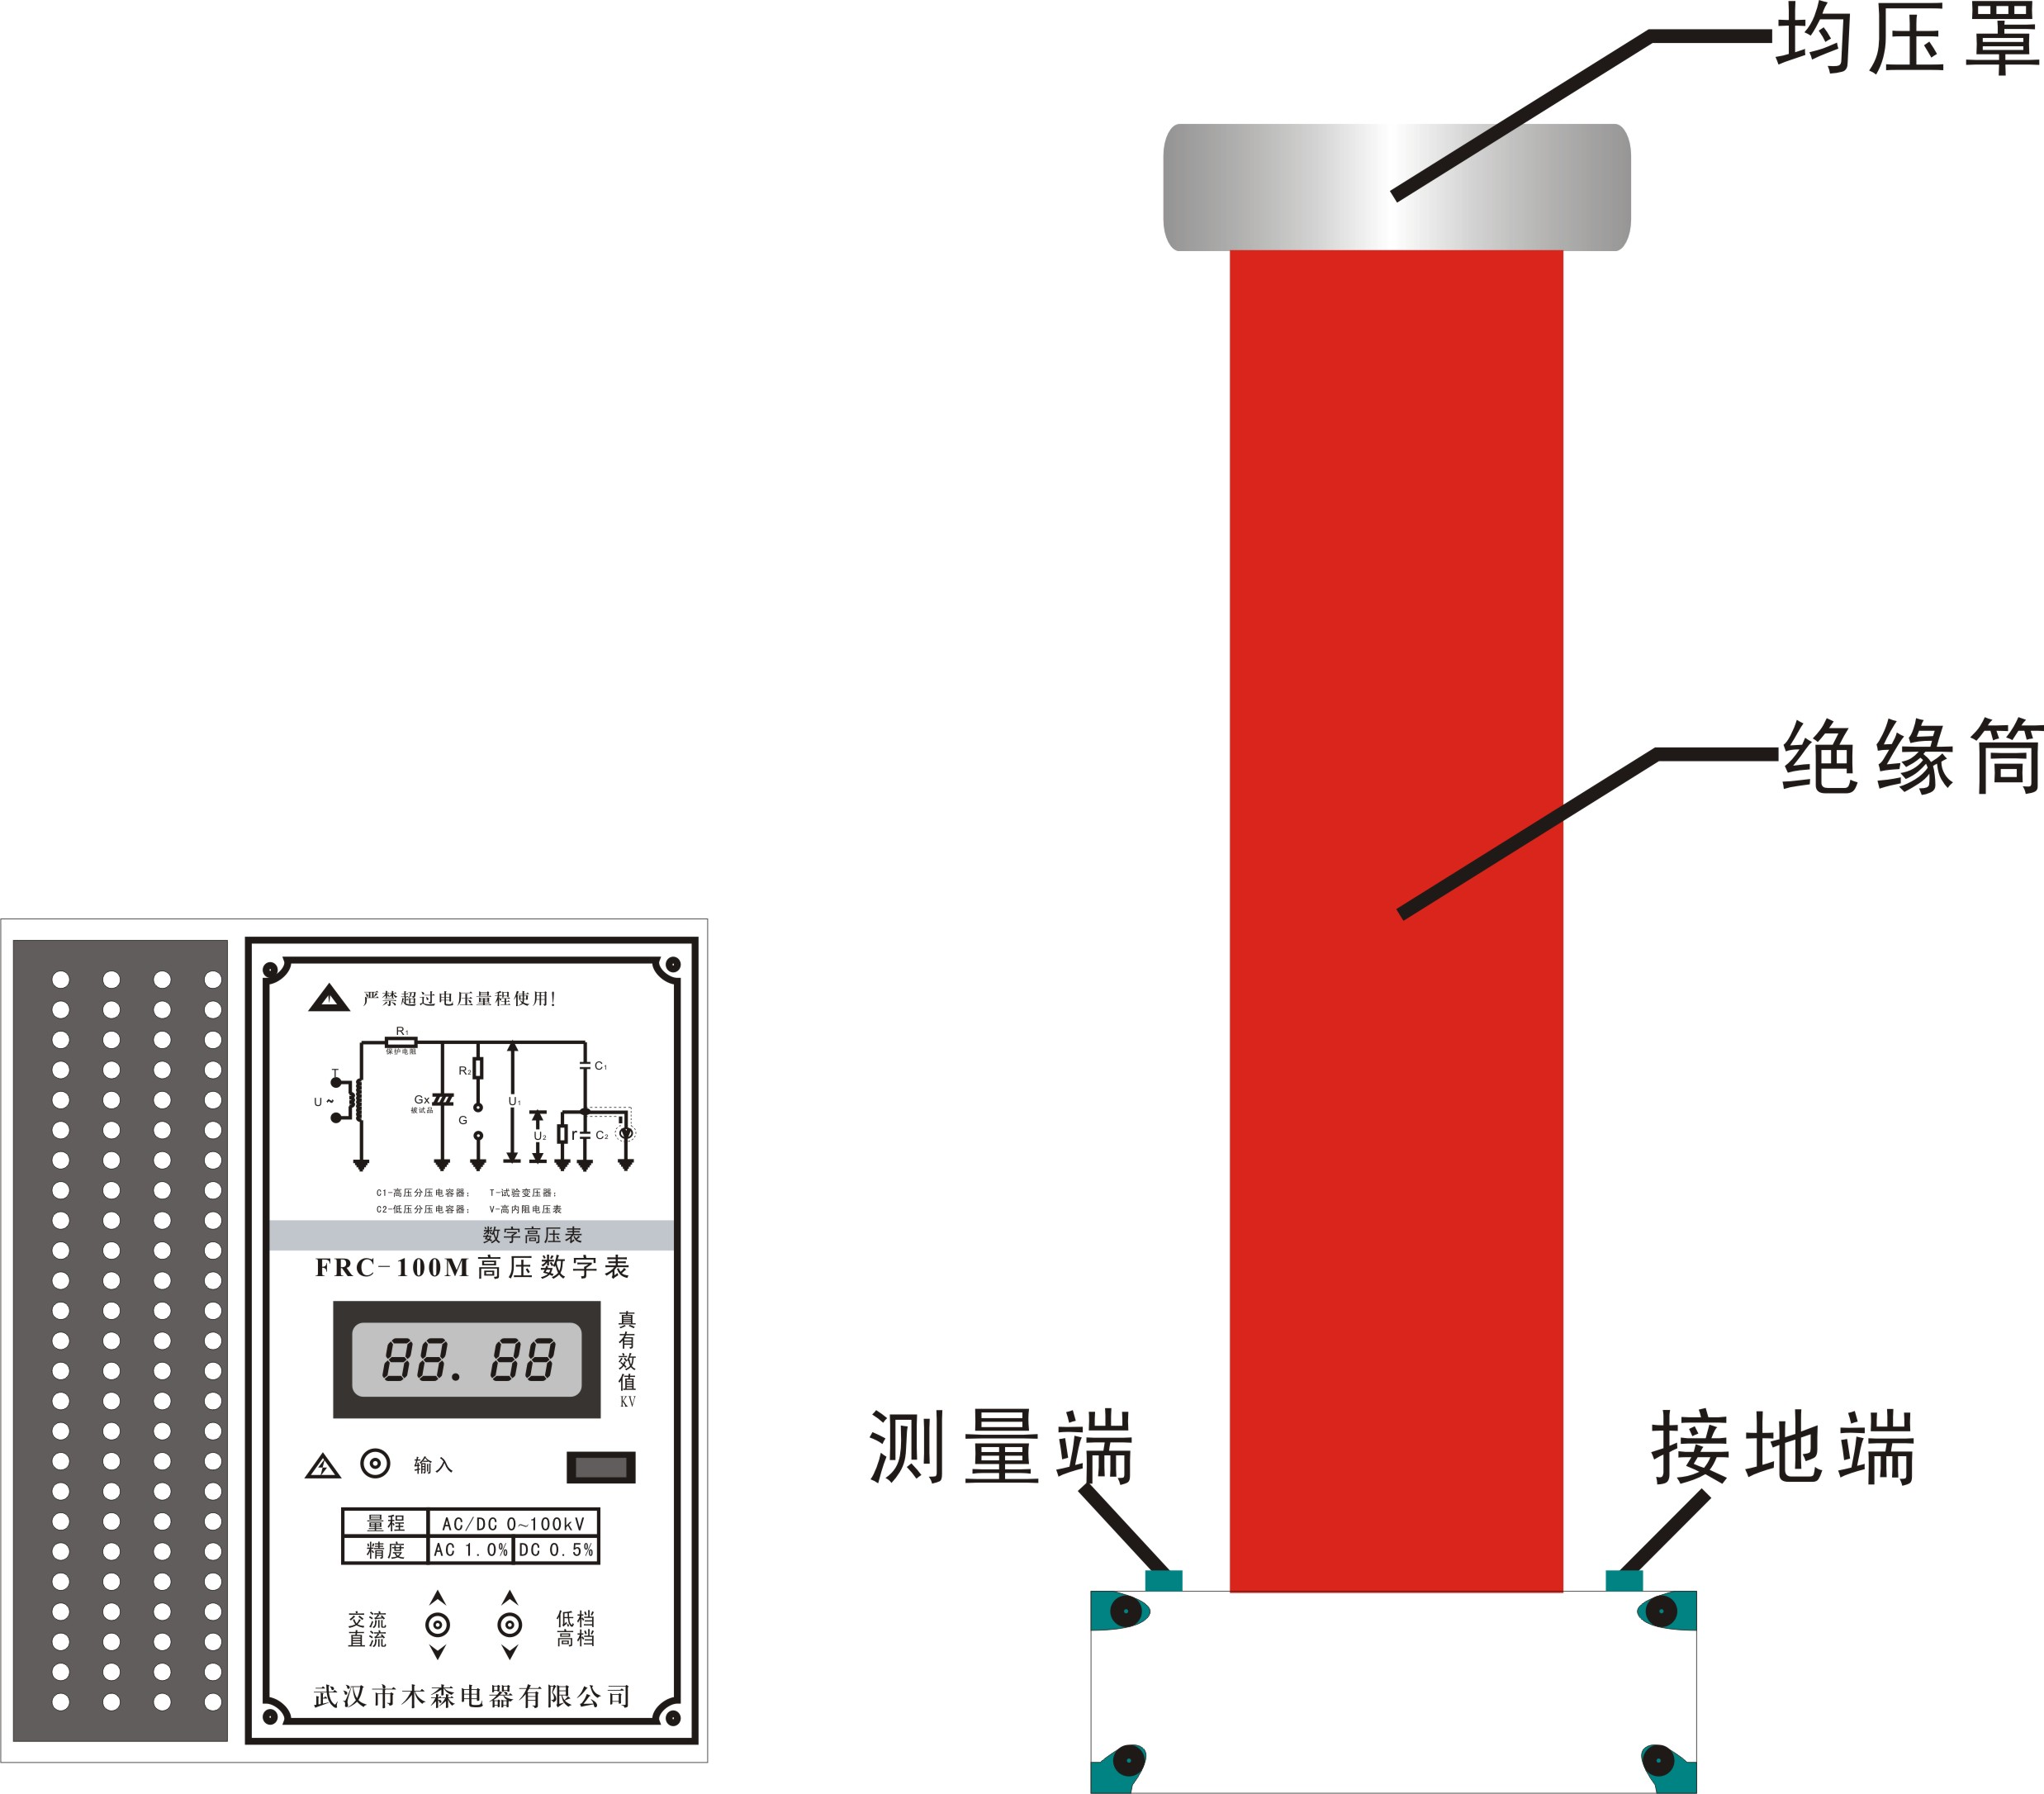 均压罩
绝缘筒
测量端
接地端
严禁超过电压量程使用!
R1
保护电阻
T
U ~
Gx
被试品
R2
G
U1
U2
r
C1
C2
C1-高压分压电容器; T-试验变压器;
C2-低压分压电容器; V-高内阻电压表
数字高压表
FRC-100M高压数字表
88.88
真有效值
KV
输入
量程 AC/DC 0~100kV
精度 AC 1.0% DC 0.5%
交流 低档
直流 高档
武汉市木森电器有限公司